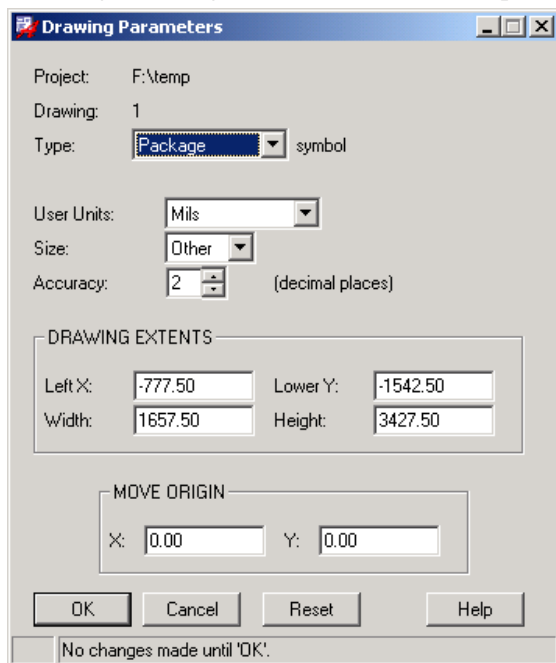 Drawing Parameters
Project: F:\temp
Drawing: 1
Type: Package symbol
User Units: Mils
Size: Other
Accuracy: 2 (decimal places)
DRAWING EXTENTS
Left X: -777.50 Lower Y: -1542.50
Width: 1657.50 Height: 3427.50
MOVE ORIGIN
X: 0.00 Y: 0.00
OK Cancel Reset Help
No changes made until 'OK'.